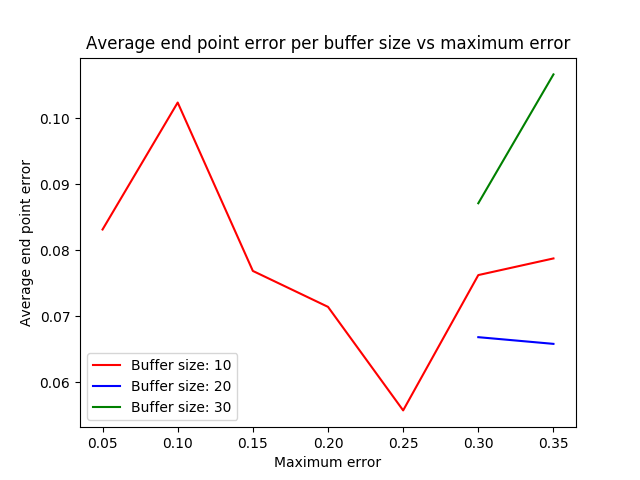 Average end point error per buffer size vs maximum error
Average end point error
0.10
0.09
0.08
0.07
0.06
Buffer size: 10
Buffer size: 20
Buffer size: 30
0.05 0.10 0.15 0.20 0.25 0.30 0.35
Maximum error